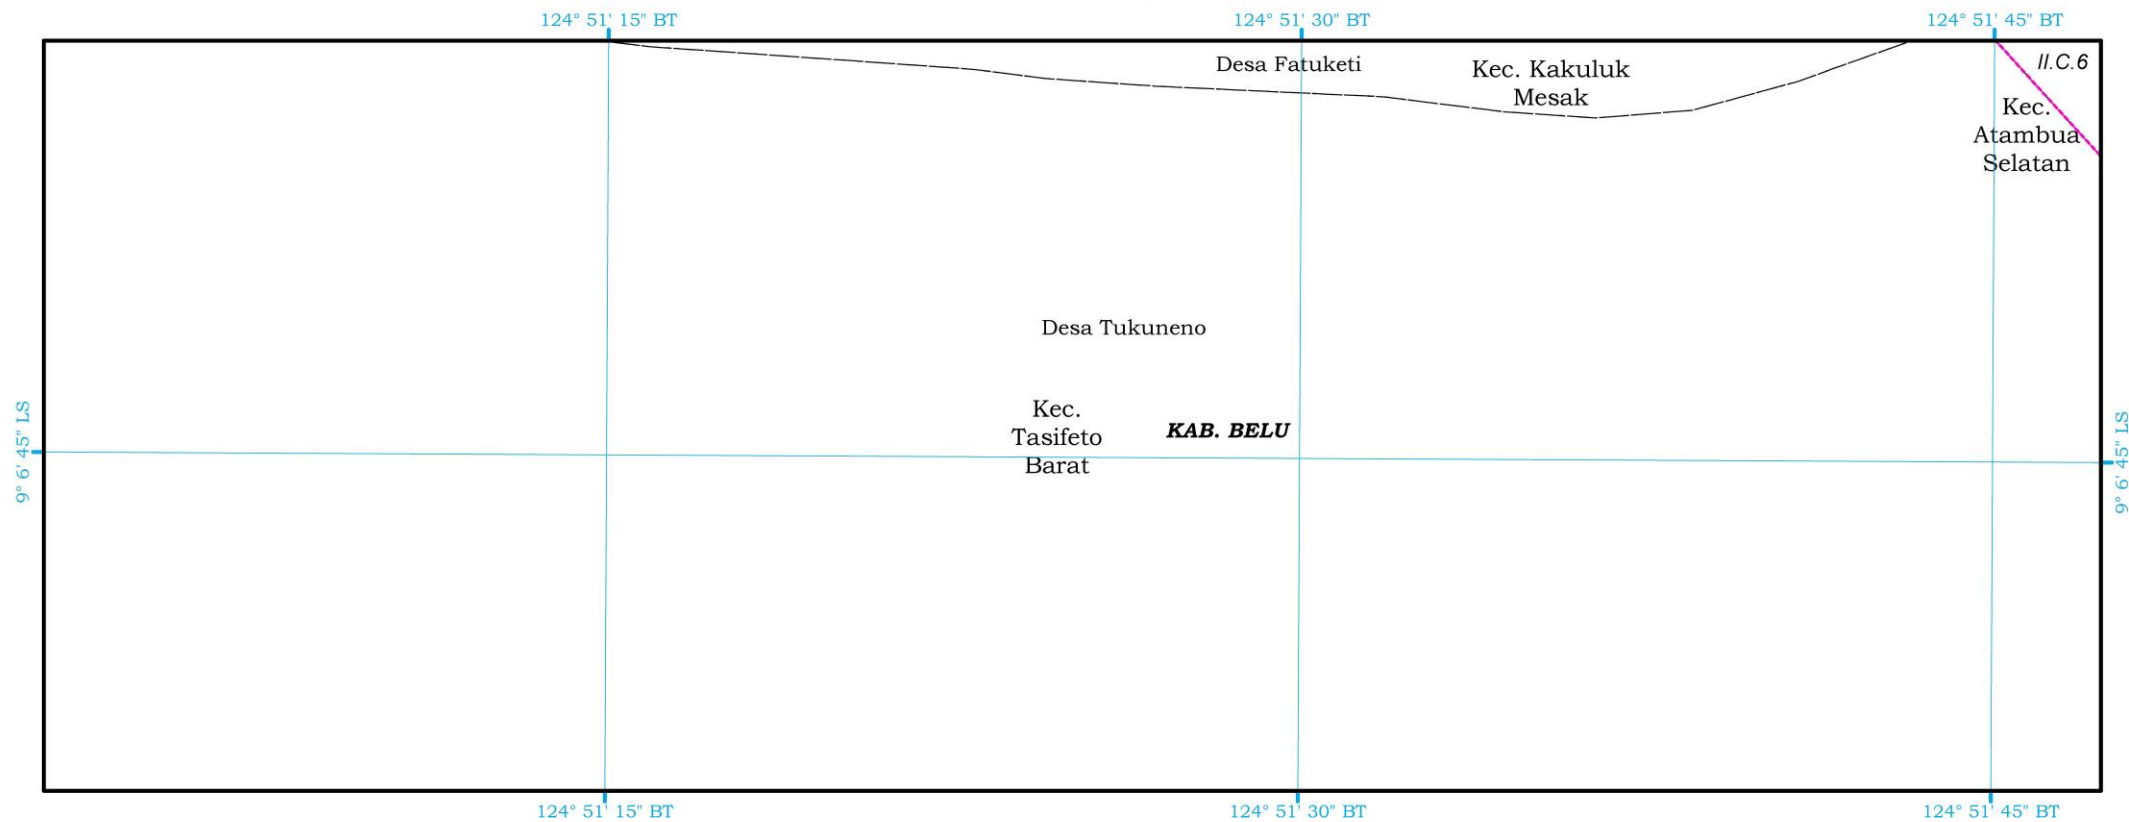 124° 51' 15" BT
124° 51' 30" BT
124° 51' 45" BT
Desa Fatuketi
Kec. Kakuluk
Mesak
II.C.6
Kec.
Atambua
Selatan
Desa Tukuneno
Kec.
Tasifeto
Barat
KAB. BELU
9° 6' 45" LS
9° 6' 45" LS
124° 51' 15" BT
124° 51' 30" BT
124° 51' 45" BT